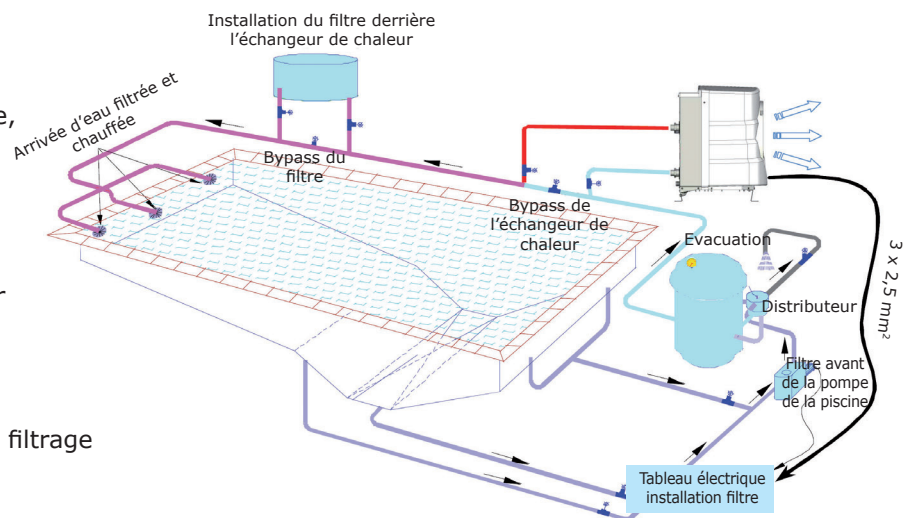 Installation du filtre derrière
l'échangeur de chaleur
e,
Arrivée d'eau filtrée et
chauffée
Bypass du
filtre
Bypass de
l'échangeur de
chaleur
Evacuation
3 x 2,5 mm²
Distributeur
r
Filtre avant
de la pompe
de la piscine
filtrage
Tableau électrique
installation filtre